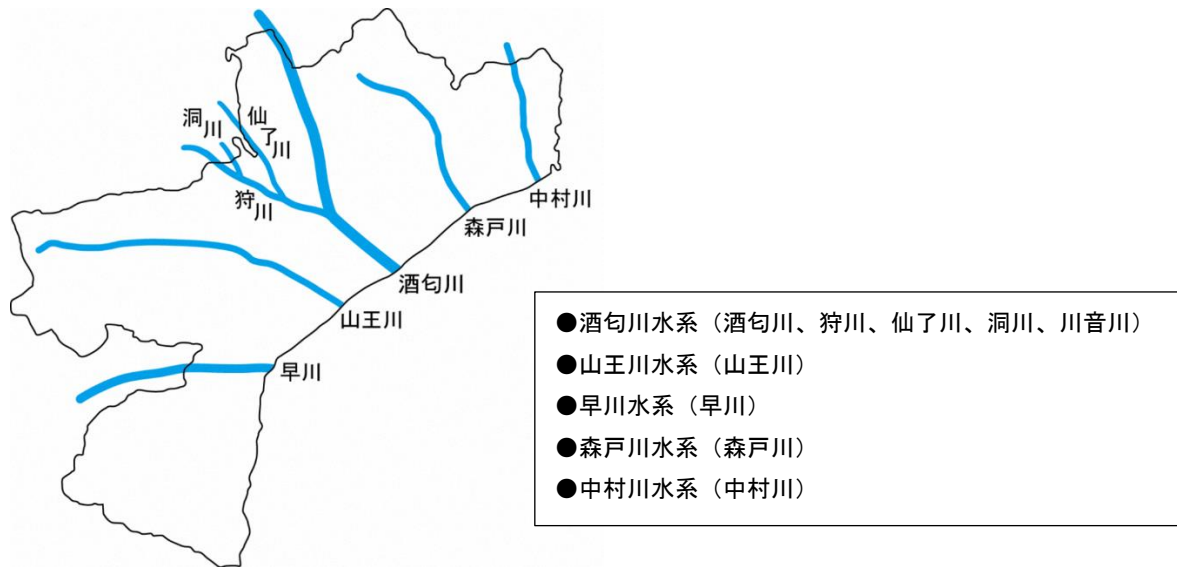 洞川
仙了川
狩川
中村川
森戸川
酒匂川
山王川
早川
●酒匂川水系（酒匂川、狩川、仙了川、洞川、川音川）
●山王川水系（山王川）
●早川水系（早川）
●森戸川水系（森戸川）
●中村川水系（中村川）